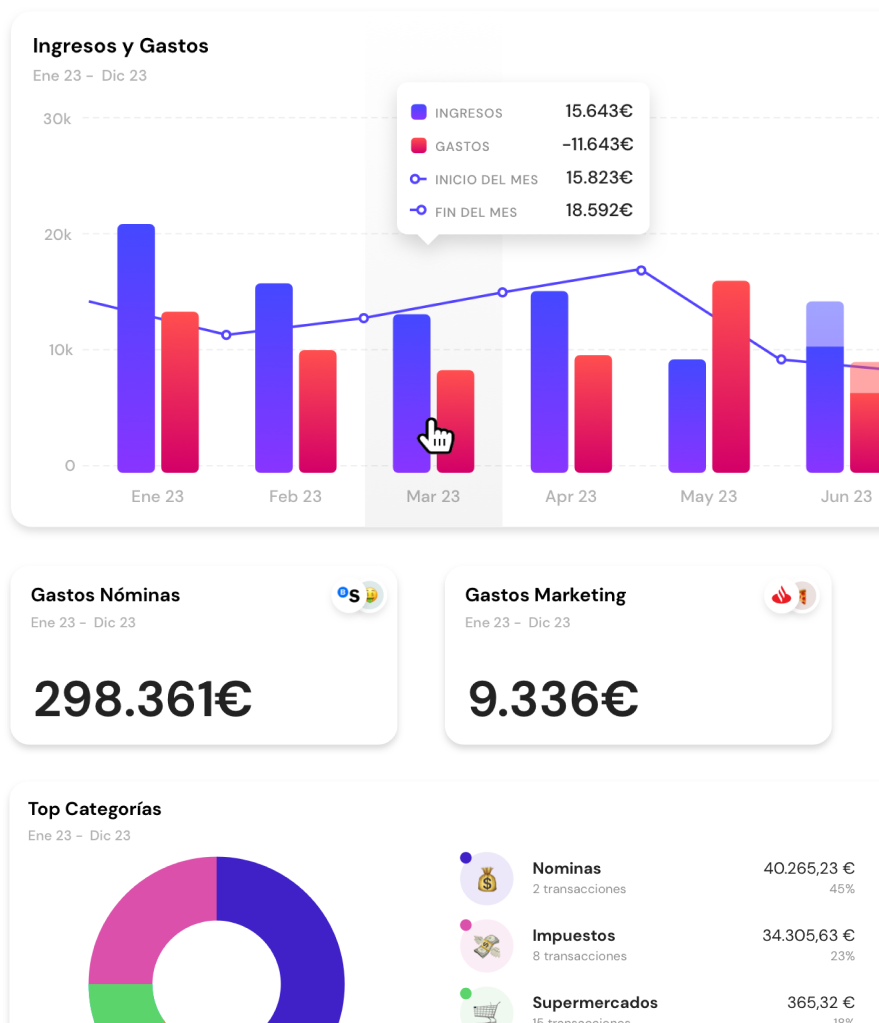 Ingresos y Gastos
Ene 23 - Dic 23
30k
INGRESOS 15.643€
GASTOS -11.643€
INICIO DEL MES 15.823€
FIN DEL MES 18.592€
20k
10k
0
Ene 23 Feb 23 Mar 23 Apr 23 May 23 Jun 23
Gastos Nóminas
Ene 23 - Dic 23
298.361€
Gastos Marketing
Ene 23 - Dic 23
9.336€
Top Categorías
Ene 23 - Dic 23
Nominas 40.265,23 €
2 transacciones 45%
Impuestos 34.305,63 €
8 transacciones 23%
Supermercados 365,32 €
15 transacciones 18%